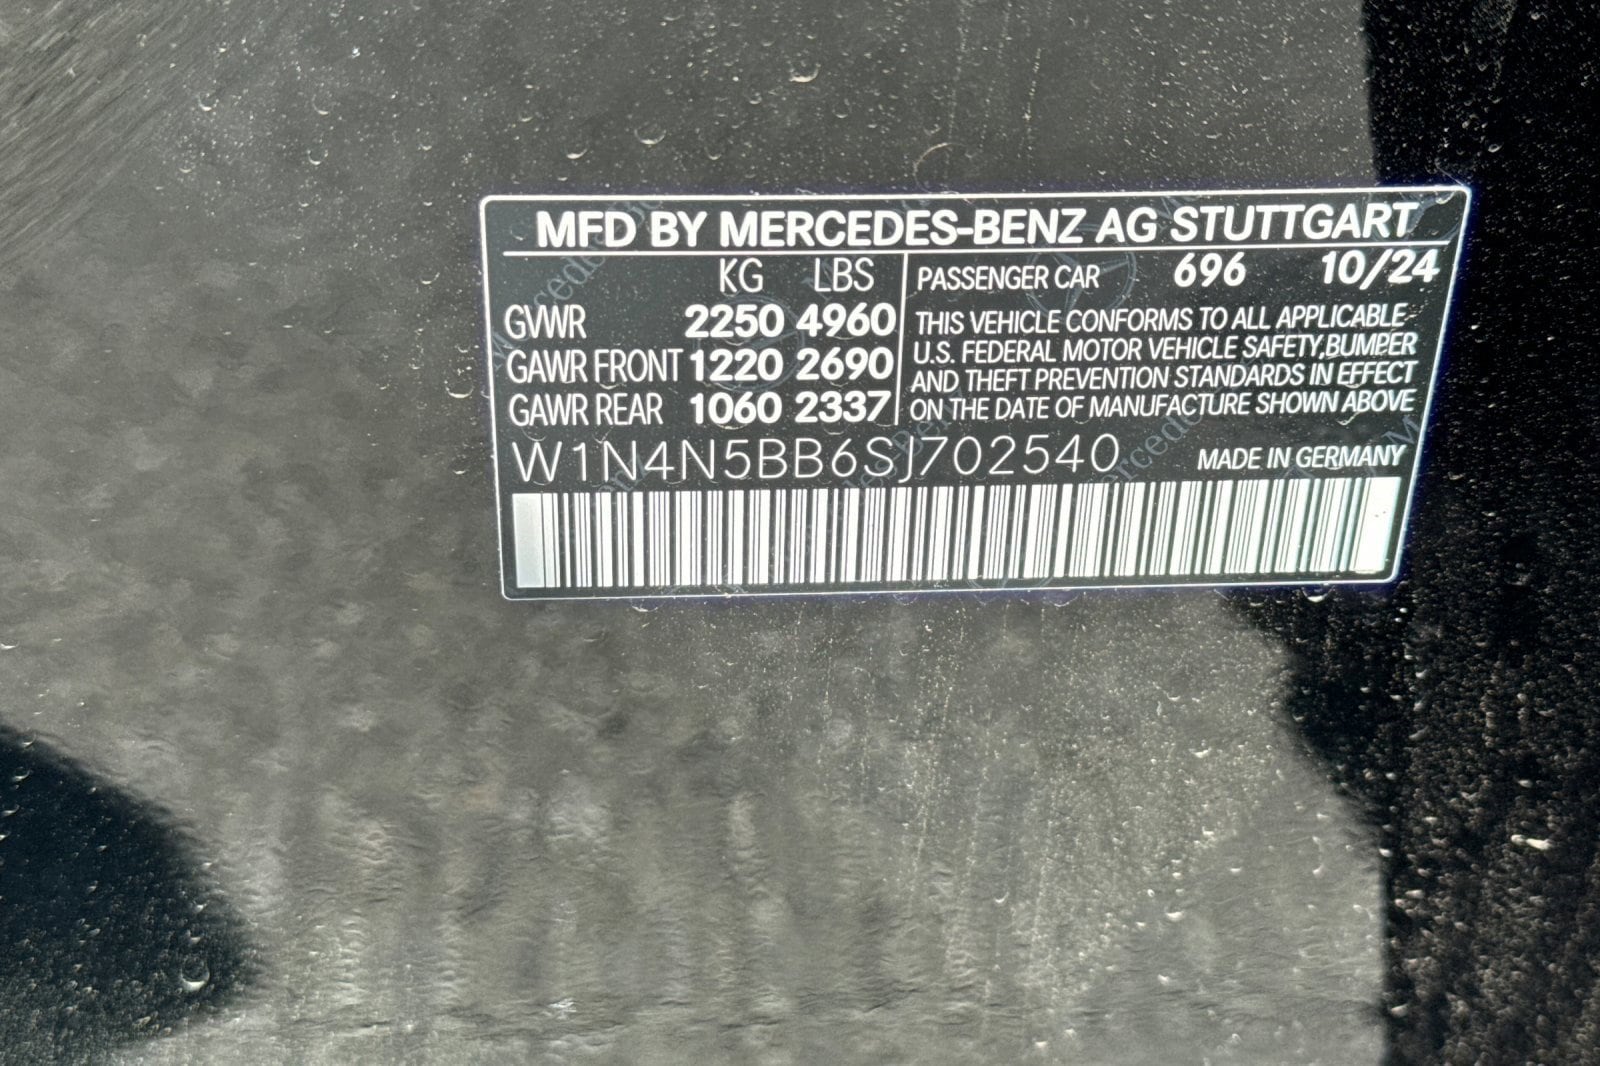 MFD BY MERCEDES-BENZ AG STUTTGART
KG LBS
GVWR 2250 4960
GAWR FRONT 1220 2690
GAWR REAR 1060 2337
PASSENGER CAR 696 10/24
THIS VEHICLE CONFORMS TO ALL APPLICABLE
U.S. FEDERAL MOTOR VEHICLE SAFETY,BUMPER
AND THEFT PREVENTION STANDARDS IN EFFECT
ON THE DATE OF MANUFACTURE SHOWN ABOVE
W1N4N5BB6SJ702540 MADE IN GERMANY